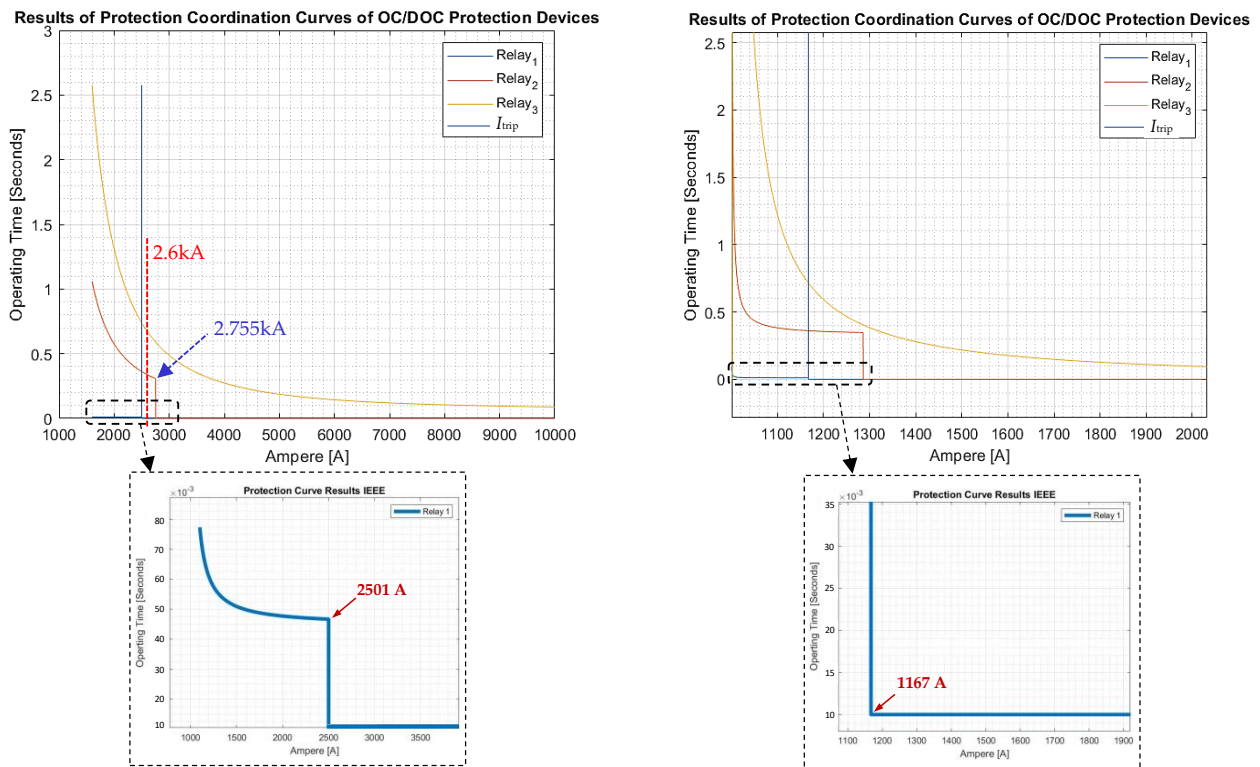 Results of Protection Coordination Curves of OC/DOC Protection Devices
3
2.5
2
1.5
1
0.5
0
Operating Time [Seconds]
Relay1
Relay2
Relay3
Itrip
2.6kA
2.755kA
1000 2000 3000 4000 5000 6000 7000 8000 9000 10000
Ampere [A]
×10-3
Protection Curve Results IEEE
Relay 1
80
70
60
50
40
30
20
10
Operting Time [Seconds]
2501 A
1000 1500 2000 2500 3000 3500
Ampere [A]
Results of Protection Coordination Curves of OC/DOC Protection Devices
2.5
2
1.5
1
0.5
0
Operating Time [Seconds]
Relay1
Relay2
Relay3
Itrip
1100 1200 1300 1400 1500 1600 1700 1800 1900 2000
Ampere [A]
×10-3
Protection Curve Results IEEE
Relay 1
35
30
25
20
15
10
Operting Time [Seconds]
1167 A
1100 1200 1300 1400 1500 1600 1700 1800 1900
Ampere [A]